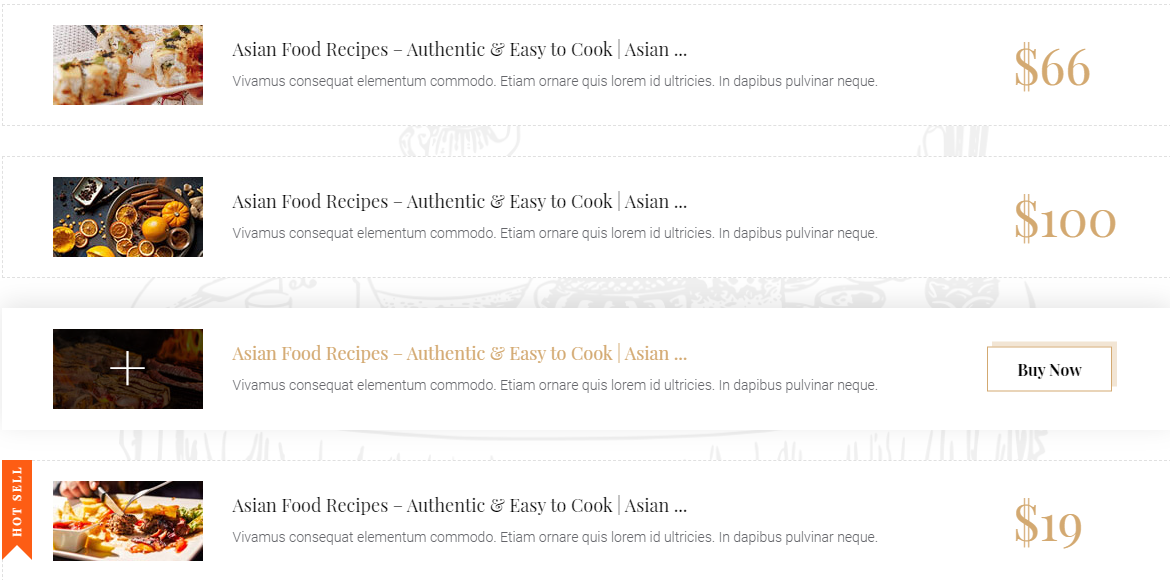 Asian Food Recipes – Authentic & Easy to Cook | Asian ...
Vivamus consequat elementum commodo. Etiam ornare quis lorem id ultricies. In dapibus pulvinar neque.
$66
Asian Food Recipes – Authentic & Easy to Cook | Asian ...
Vivamus consequat elementum commodo. Etiam ornare quis lorem id ultricies. In dapibus pulvinar neque.
$100
Asian Food Recipes – Authentic & Easy to Cook | Asian ...
Vivamus consequat elementum commodo. Etiam ornare quis lorem id ultricies. In dapibus pulvinar neque.
Buy Now
HOT SELL
Asian Food Recipes – Authentic & Easy to Cook | Asian ...
Vivamus consequat elementum commodo. Etiam ornare quis lorem id ultricies. In dapibus pulvinar neque.
$19